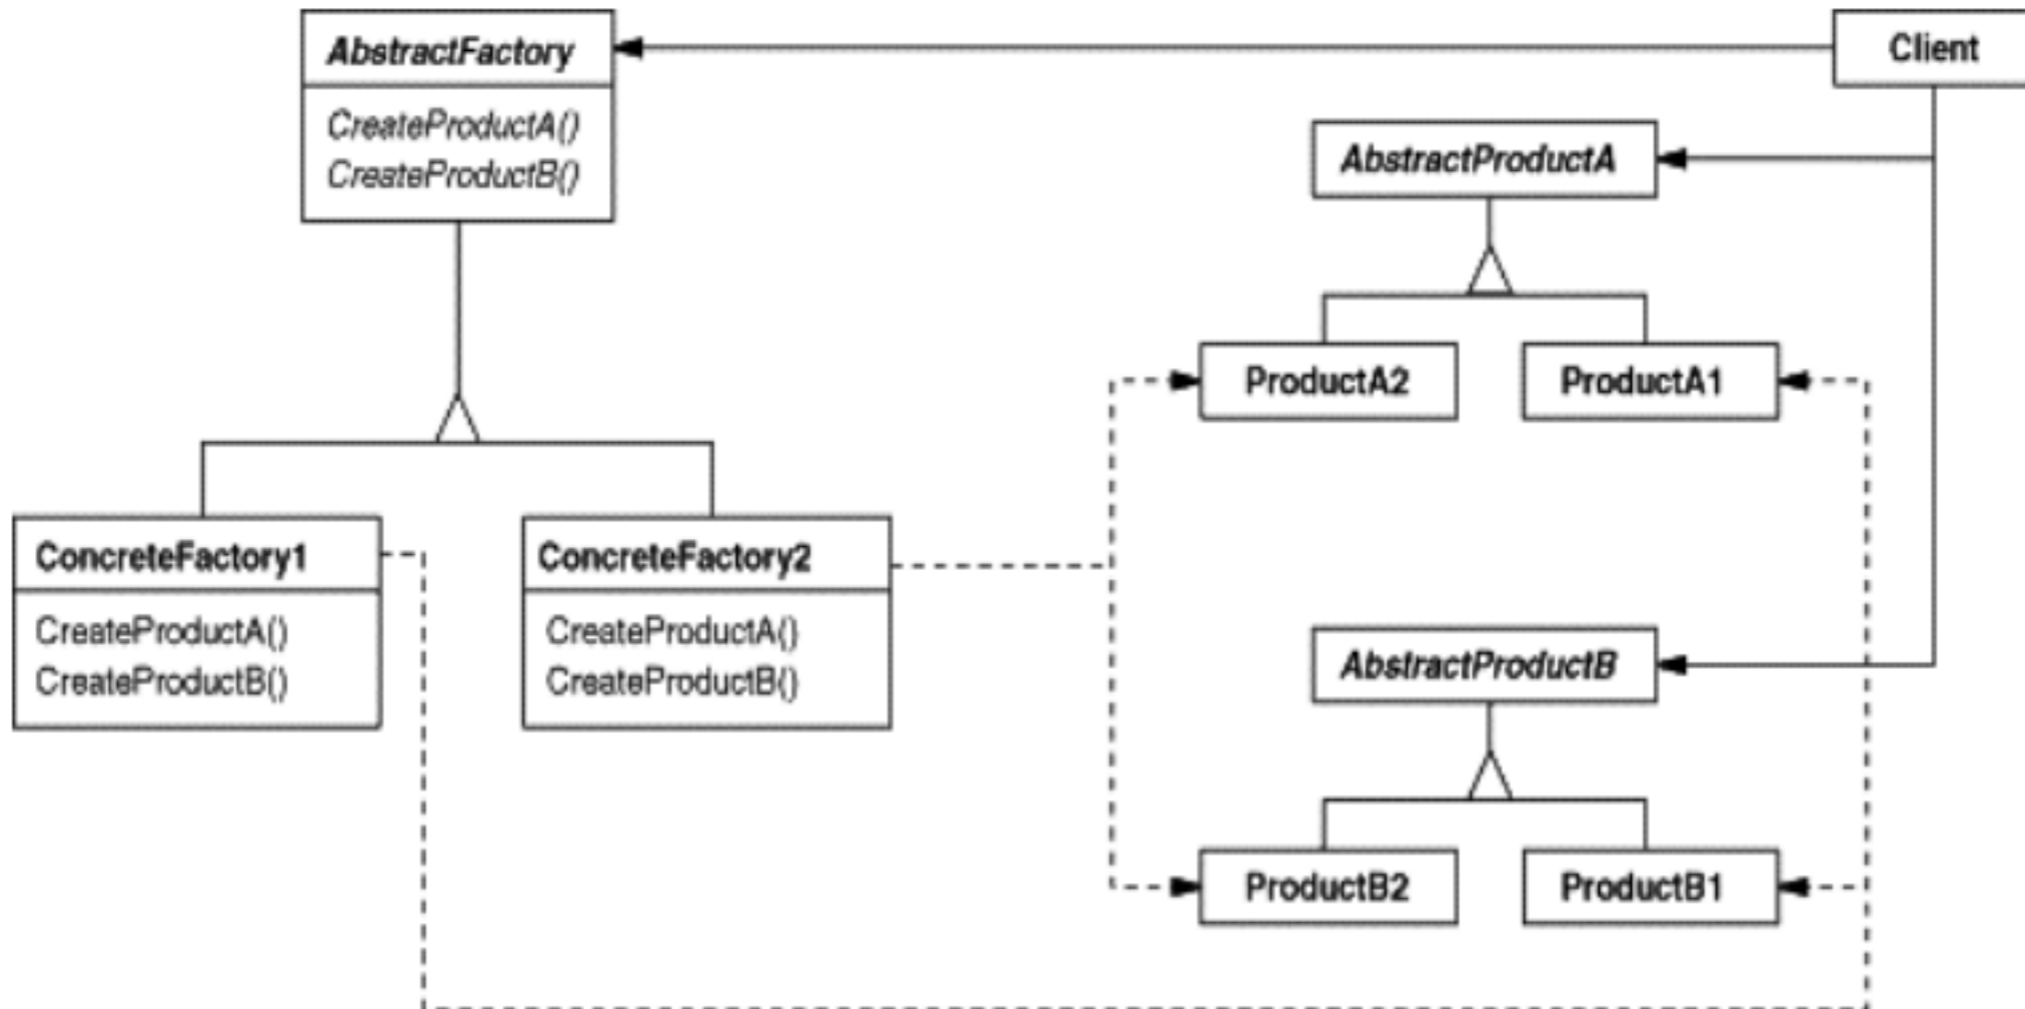 AbstractFactory
CreateProductA()
CreateProductB()
Client
AbstractProductA
ProductA2
ProductA1
ConcreteFactory1
CreateProductA()
CreateProductB()
ConcreteFactory2
CreateProductA()
CreateProductB()
AbstractProductB
ProductB2
ProductB1